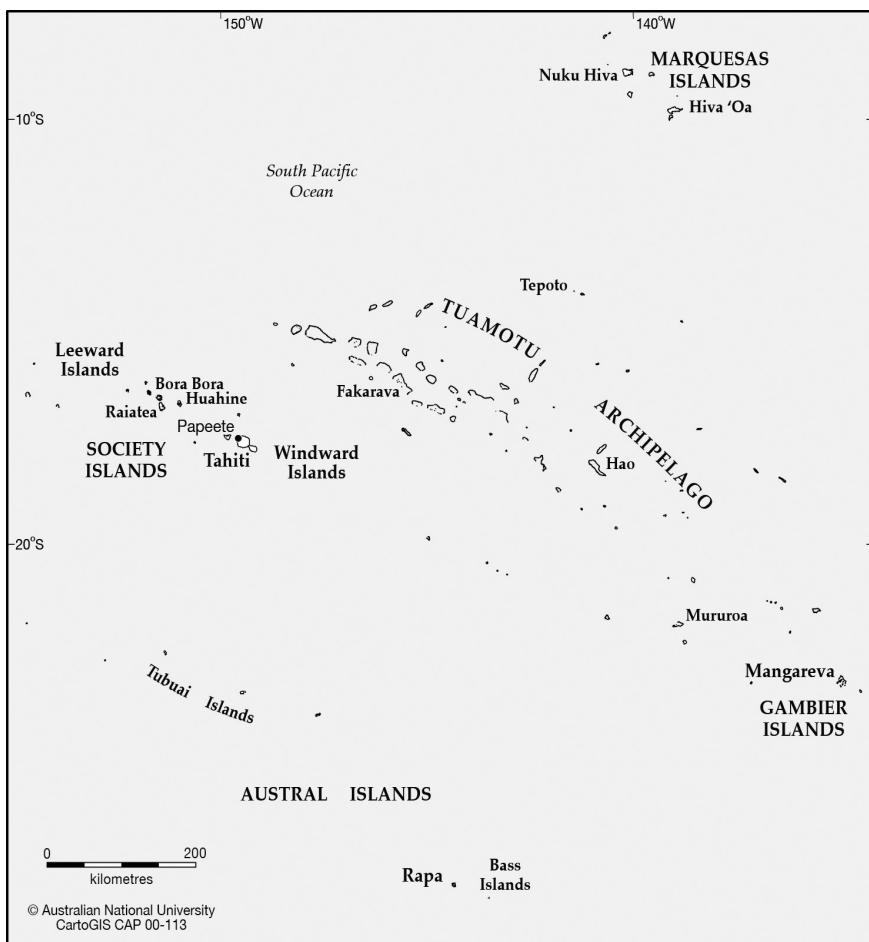 150°W
140°W
Nuku Hiva
MARQUESAS
ISLANDS
Hiva ‘Oa
10°S
South Pacific
Ocean
Tepoto
TUAMOTU
ARCHIPELAGO
Leeward
Islands
Bora Bora
Huahine
Raiatea
Fakarava
Papeete
SOCIETY
ISLANDS
Tahiti
Windward
Islands
Hao
20°S
Mururoa
Mangareva
GAMBIER
ISLANDS
Tubuai Islands
AUSTRAL ISLANDS
0 200
kilometres
Rapa
Bass
Islands
© Australian National University
CartoGIS CAP 00-113